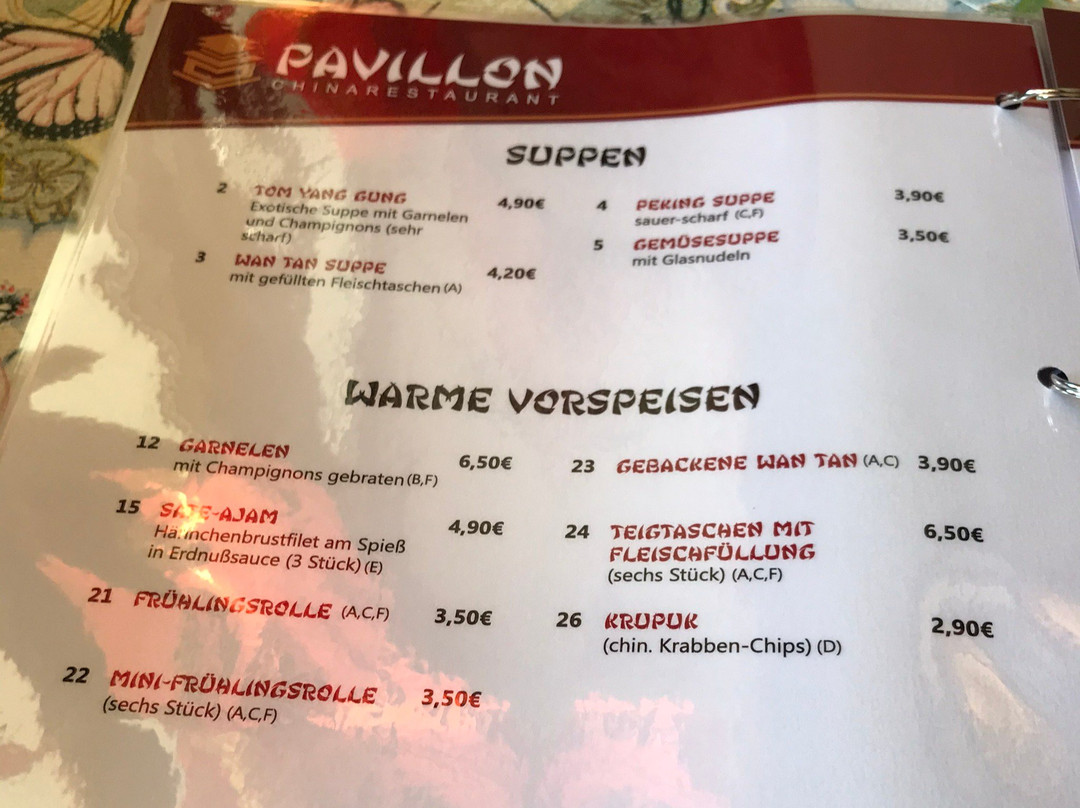 PAVILLON
CHINARESTAURANT
SUPPEN
2 TOM YANG GUNG 4,90€
Exotische Suppe mit Garnelen
und Champignons (sehr
scharf)
3 WAN TAN SUPPE 4,20€
mit gefüllten Fleischtaschen (A)
4 PEKING SUPPE 3,90€
sauer-scharf (C,F)
5 GEMÜSESUPPE 3,50€
mit Glasnudeln
WARME VORSPEISEN
12 GARNELEN 6,50€
mit Champignons gebraten (B,F)
15 SATE-AJAM 4,90€
Hähnchenbrustfilet am Spieß
in Erdnußsauce (3 Stück) (E)
21 FRÜHLINGSROLLE (A,C,F) 3,50€
22 MINI-FRÜHLINGSROLLE 3,50€
(sechs Stück) (A,C,F)
23 GEBACKENE WAN TAN (A,C) 3,90€
24 TEIGTASCHEN MIT 6,50€
FLEISCHFÜLLUNG
(sechs Stück) (A,C,F)
26 KRUPUK 2,90€
(chin. Krabben-Chips) (D)